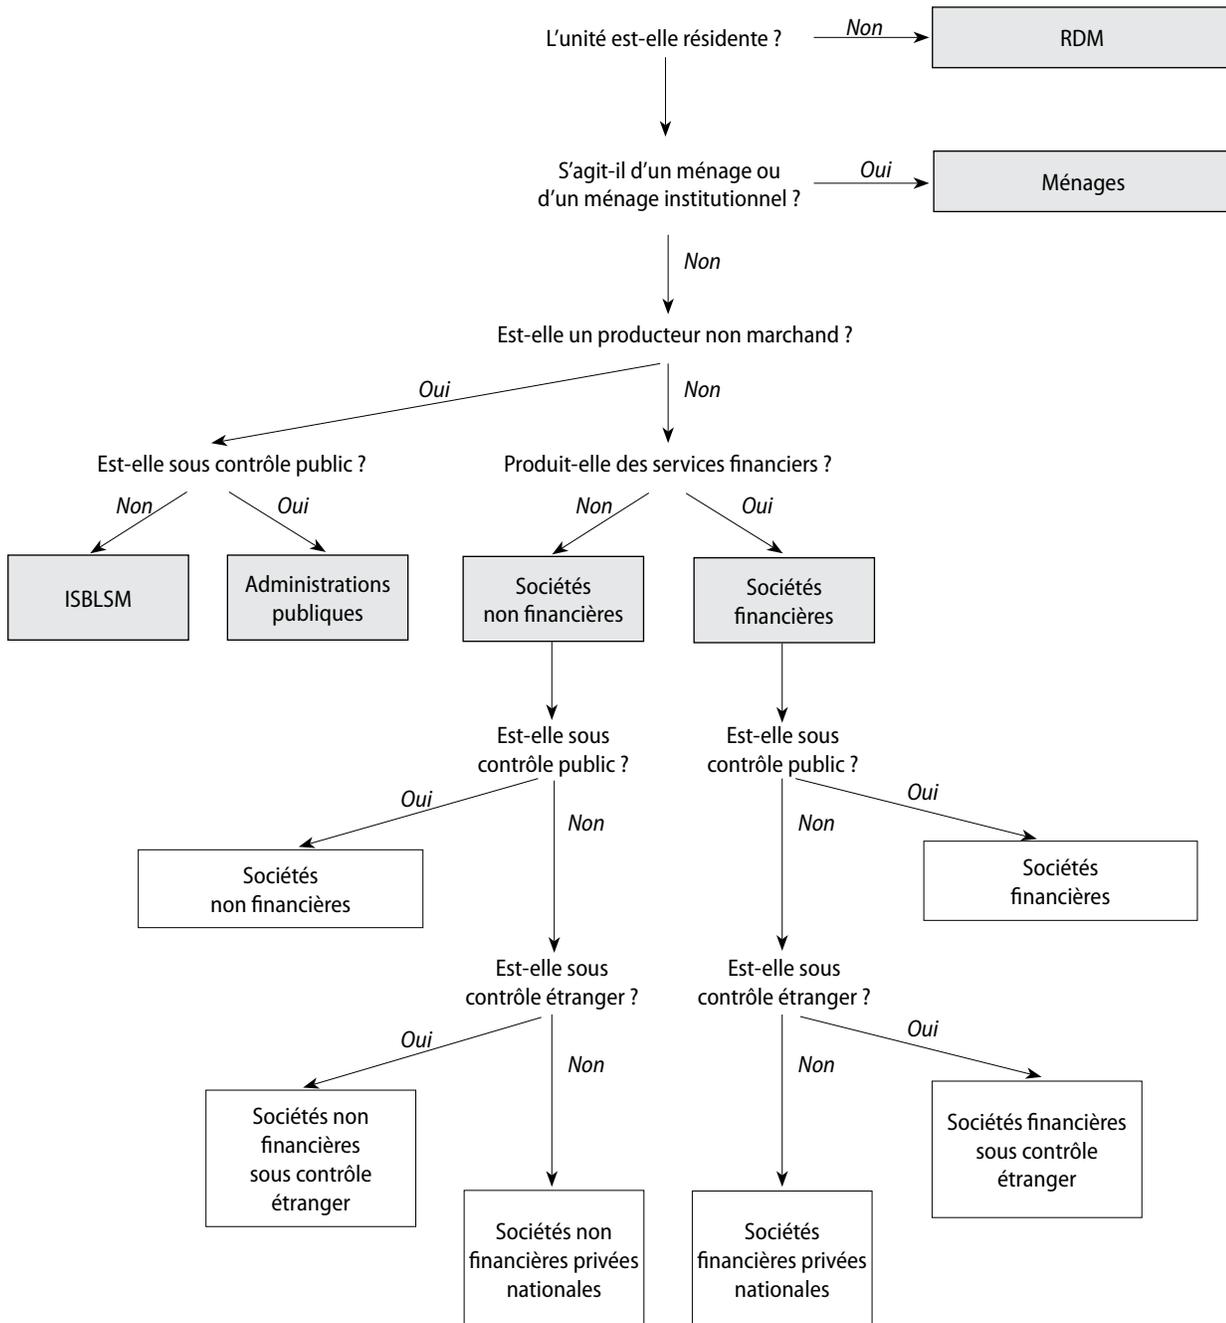 L'unité est-elle résidente ?
Non
RDM
S'agit-il d'un ménage ou
d'un ménage institutionnel ?
Oui
Ménages
Non
Est-elle un producteur non marchand ?
Oui
Non
Est-elle sous contrôle public ?
Produit-elle des services financiers ?
Non
Oui
Non
Oui
ISBLSM
Administrations
publiques
Sociétés
non financières
Sociétés
financières
Est-elle sous
contrôle public ?
Est-elle sous
contrôle public ?
Oui
Non
Non
Oui
Sociétés
non financières
Sociétés
financières
Est-elle sous
contrôle étranger ?
Est-elle sous
contrôle étranger ?
Oui
Non
Non
Oui
Sociétés non
financières
sous contrôle
étranger
Sociétés financières
sous contrôle
étranger
Sociétés non
financières privées
nationales
Sociétés
financières privées
nationales